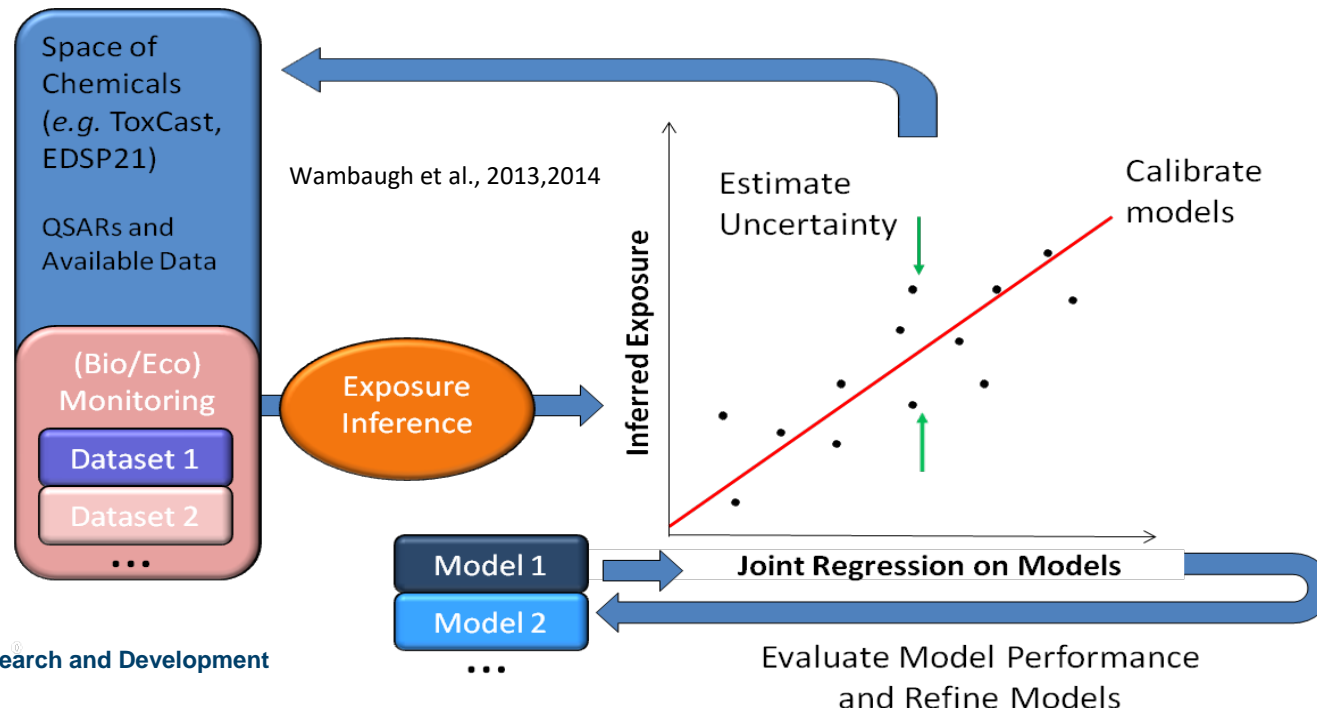 Space of
Chemicals
(e.g. ToxCast,
EDSP21)
QSARs and
Available Data
(Bio/Eco)
Monitoring
Dataset 1
Dataset 2
...
Wambaugh et al., 2013,2014
Exposure
Inference
Inferred Exposure
Estimate
Uncertainty
Calibrate
models
Model 1
Model 2
...
Joint Regression on Models
Evaluate Model Performance
and Refine Models
earch and Development